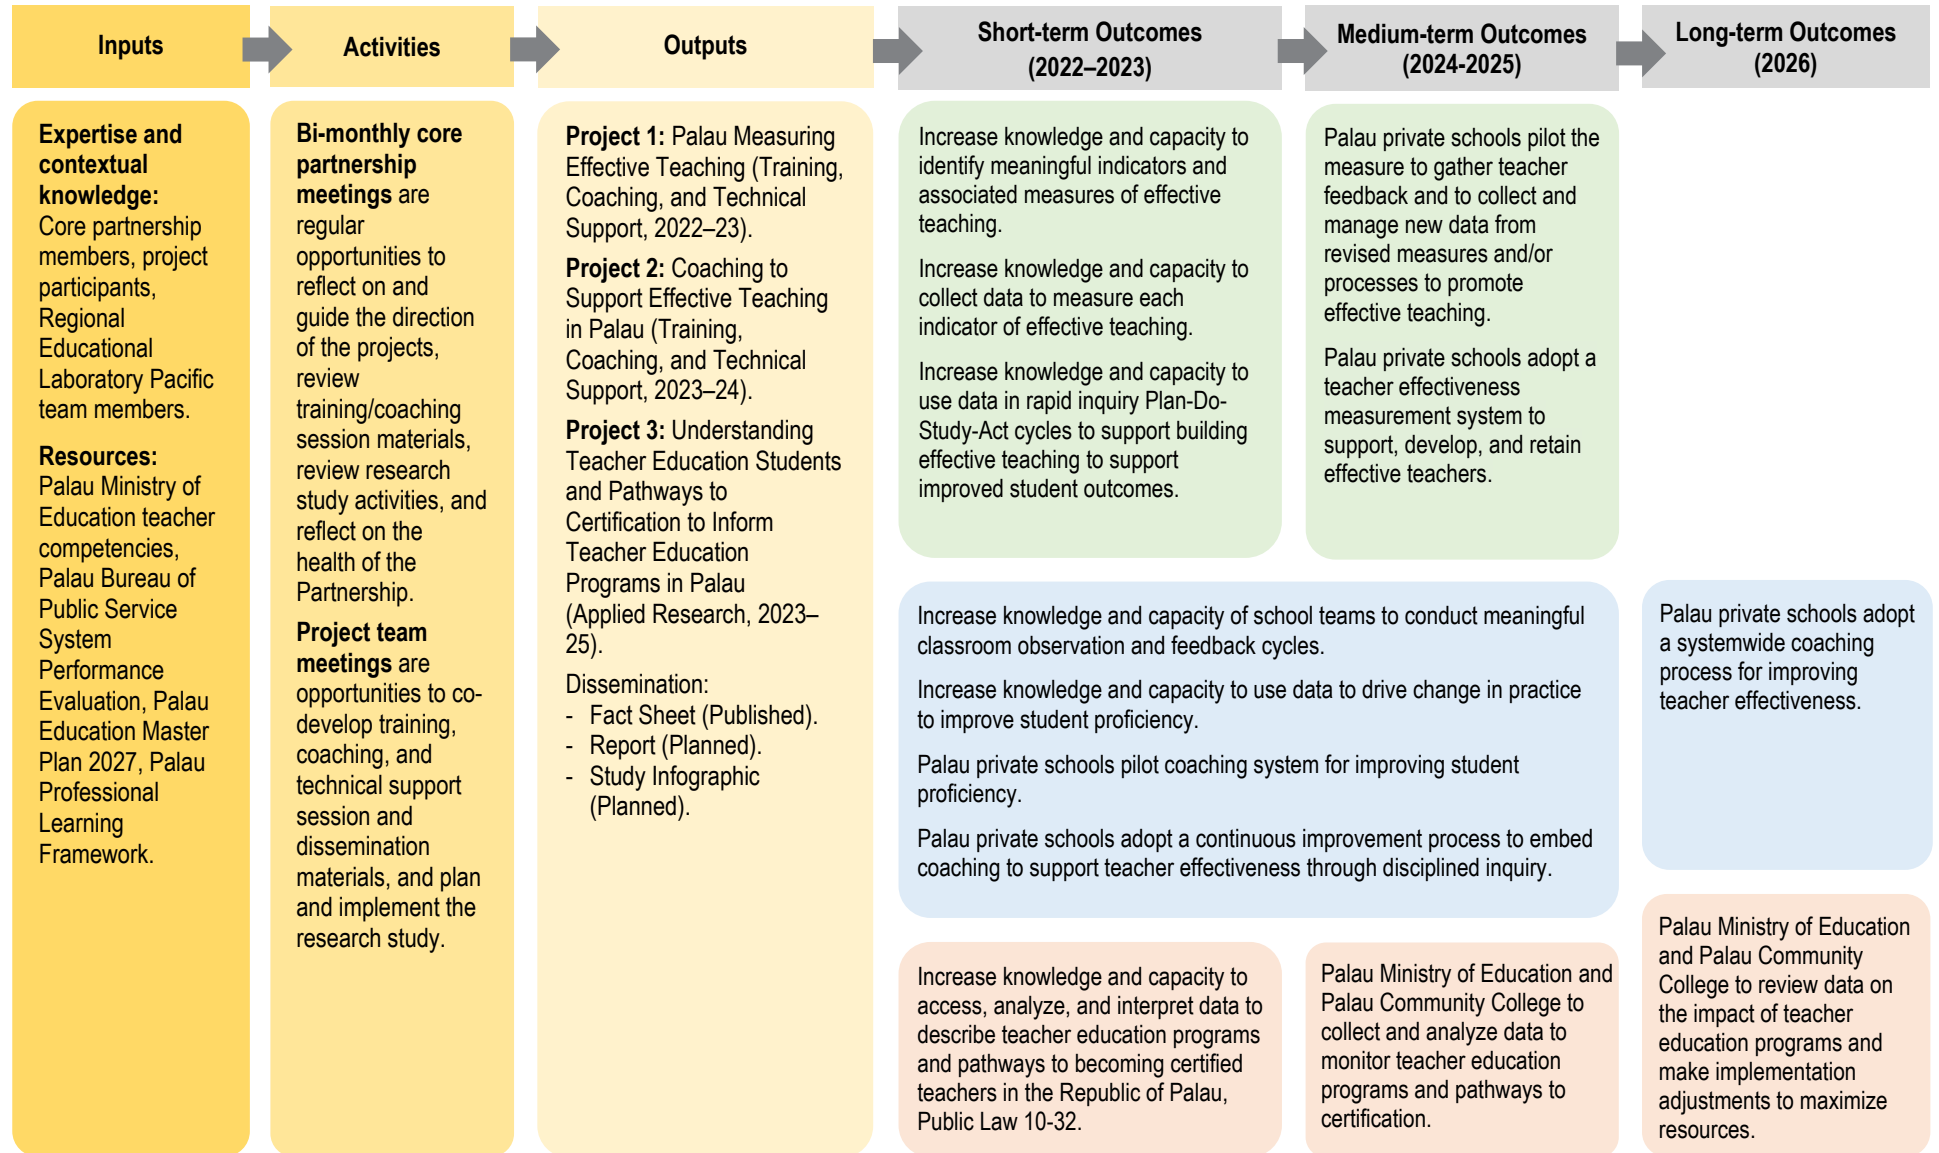 Inputs
Activities
Outputs
Short-term Outcomes
(2022–2023)
Medium-term Outcomes
(2024-2025)
Long-term Outcomes
(2026)
Expertise and
contextual
knowledge:
Core partnership
members, project
participants,
Regional
Educational
Laboratory Pacific
team members.
Resources:
Palau Ministry of
Education teacher
competencies,
Palau Bureau of
Public Service
System
Performance
Evaluation, Palau
Education Master
Plan 2027, Palau
Professional
Learning
Framework.
Bi-monthly core
partnership
meetings are
regular
opportunities to
reflect on and
guide the direction
of the projects,
review
training/coaching
session materials,
review research
study activities, and
reflect on the
health of the
Partnership.
Project team
meetings are
opportunities to co-
develop training,
coaching, and
technical support
session and
dissemination
materials, and plan
and implement the
research study.
Project 1: Palau Measuring
Effective Teaching (Training,
Coaching, and Technical
Support, 2022–23).
Project 2: Coaching to
Support Effective Teaching
in Palau (Training,
Coaching, and Technical
Support, 2023–24).
Project 3: Understanding
Teacher Education Students
and Pathways to
Certification to Inform
Teacher Education
Programs in Palau
(Applied Research, 2023–
25).
Dissemination:
- Fact Sheet (Published).
- Report (Planned).
- Study Infographic
(Planned).
Increase knowledge and capacity to
identify meaningful indicators and
associated measures of effective
teaching.
Increase knowledge and capacity to
collect data to measure each
indicator of effective teaching.
Increase knowledge and capacity to
use data in rapid inquiry Plan-Do-
Study-Act cycles to support building
effective teaching to support
improved student outcomes.
Palau private schools pilot the
measure to gather teacher
feedback and to collect and
manage new data from
revised measures and/or
processes to promote
effective teaching.
Palau private schools adopt a
teacher effectiveness
measurement system to
support, develop, and retain
effective teachers.
Increase knowledge and capacity of school teams to conduct meaningful
classroom observation and feedback cycles.
Increase knowledge and capacity to use data to drive change in practice
to improve student proficiency.
Palau private schools pilot coaching system for improving student
proficiency.
Palau private schools adopt a continuous improvement process to embed
coaching to support teacher effectiveness through disciplined inquiry.
Palau private schools adopt
a systemwide coaching
process for improving
teacher effectiveness.
Increase knowledge and capacity to
access, analyze, and interpret data to
describe teacher education programs
and pathways to becoming certified
teachers in the Republic of Palau,
Public Law 10-32.
Palau Ministry of Education and
Palau Community College to
collect and analyze data to
monitor teacher education
programs and pathways to
certification.
Palau Ministry of Education
and Palau Community
College to review data on
the impact of teacher
education programs and
make implementation
adjustments to maximize
resources.